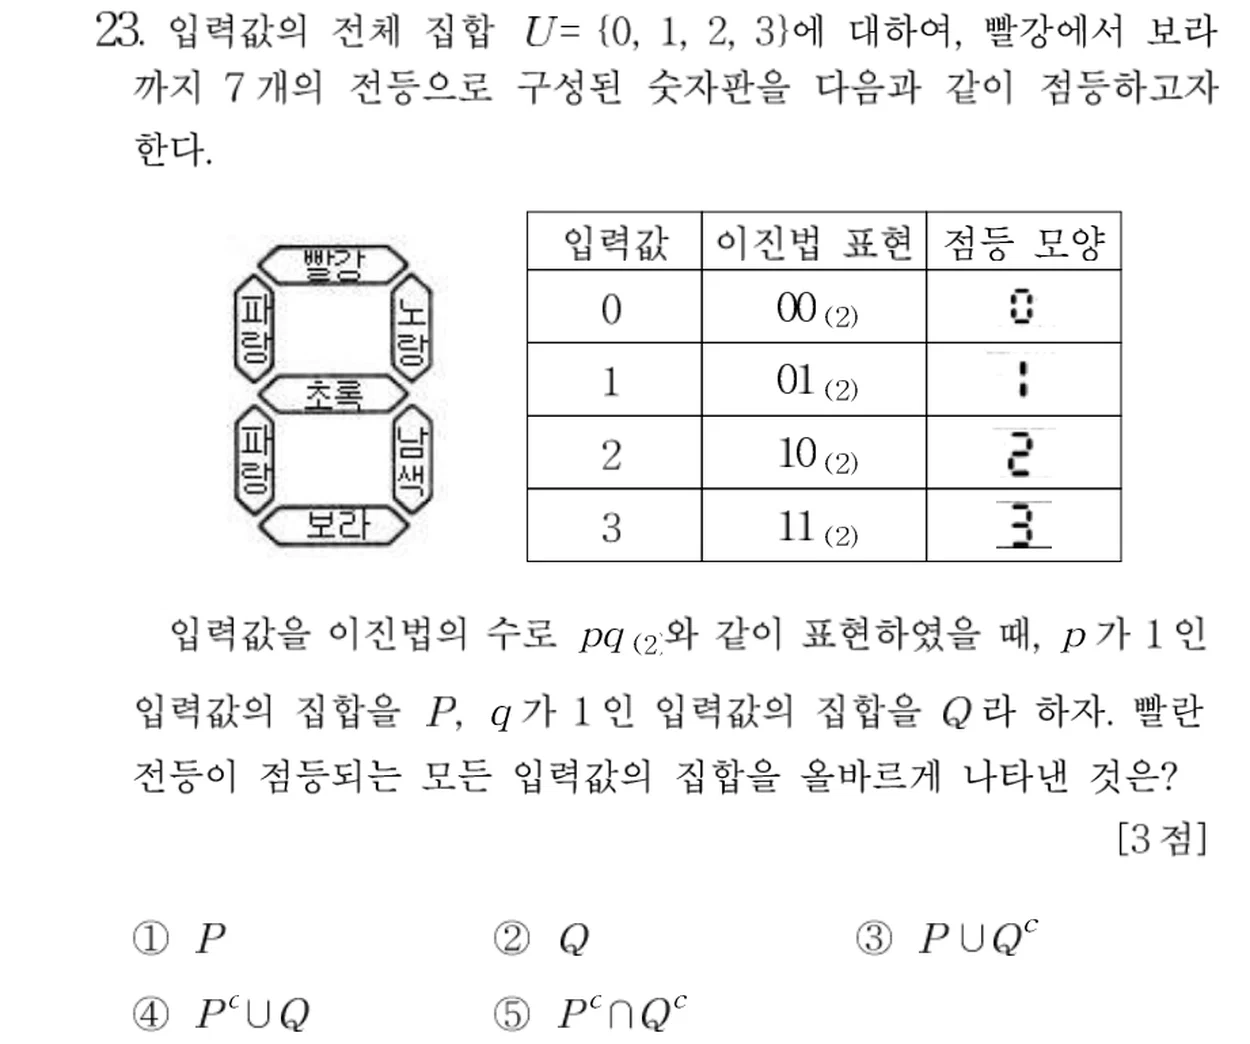 23. 입력값의 전체 집합 U= {0, 1, 2, 3}에 대하여, 빨강에서 보라
까지 7개의 전등으로 구성된 숫자판을 다음과 같이 점등하고자
한다.
빨강
파랑 노랑
초록
파랑 남색
보라
입력값 이진법 표현 점등 모양
0 00(2) 0
1 01(2) 1
2 10(2) 2
3 11(2) 3
입력값을 이진법의 수로 pq(2)와 같이 표현하였을 때, p가 1인
입력값의 집합을 P, q가 1인 입력값의 집합을 Q라 하자. 빨란
전등이 점등되는 모든 입력값의 집합을 올바르게 나타낸 것은?
[3점]
① P ② Q ③ P∪Qᶜ
④ Pᶜ∪Q ⑤ Pᶜ∩Qᶜ